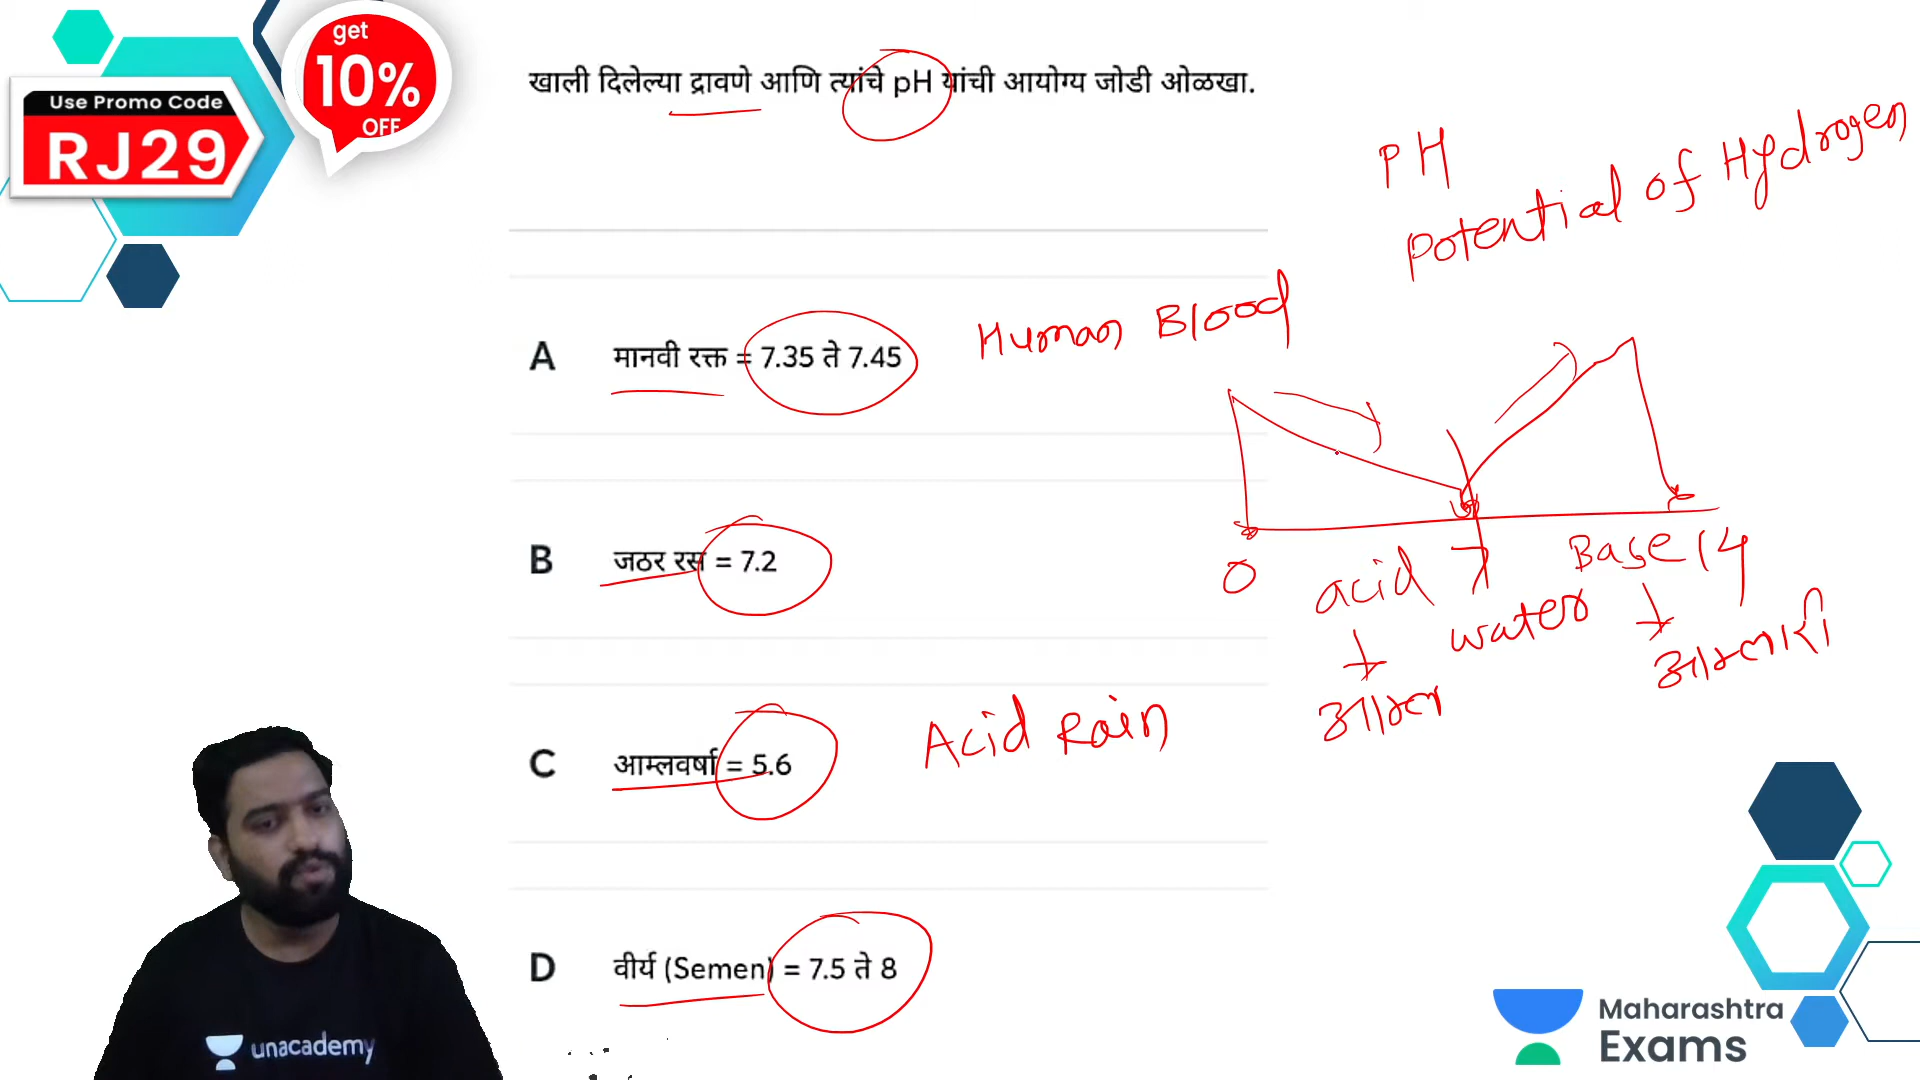 get
10%
OFF
Use Promo Code
RJ29
खाली दिलेल्या द्रावणे आणि त्यांचे pH यांची आयोग्य जोडी ओळखा.
PH
Potential of Hydrogen
A मानवी रक्त = 7.35 ते 7.45
Human Blood
B जठर रस = 7.2
0 acid 7 Base 14
water
आम्ल
आम्लारी
C आम्लवर्षा = 5.6
Acid Rain
D वीर्य (Semen) = 7.5 ते 8
unacademy
Maharashtra
Exams